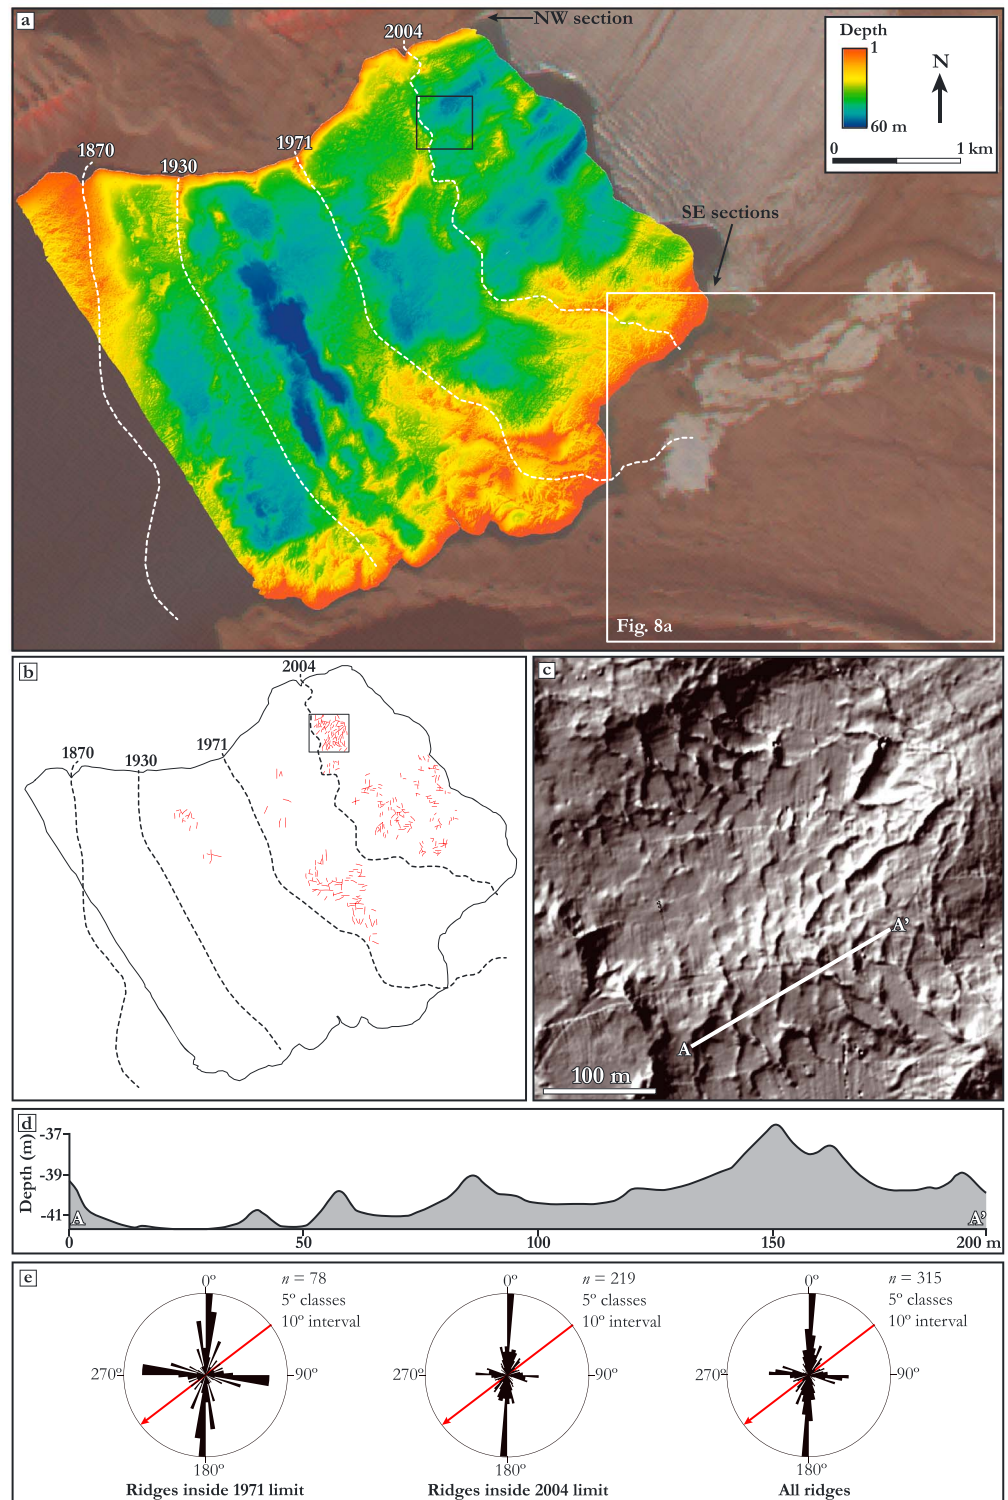 a
NW section
2004
Depth
1
60 m
N
0 1 km
1971
1870
1930
SE sections
Fig. 8a
b
2004
1971
1870
1930
c
A'
A
100 m
d
Depth (m)
-37
-39
-41
A
A'
0 50 100 150 200 m
e
0º
n = 78
5º classes
10º interval
270º
90º
180º
Ridges inside 1971 limit
0º
n = 219
5º classes
10º interval
270º
90º
180º
Ridges inside 2004 limit
0º
n = 315
5º classes
10º interval
270º
90º
180º
All ridges